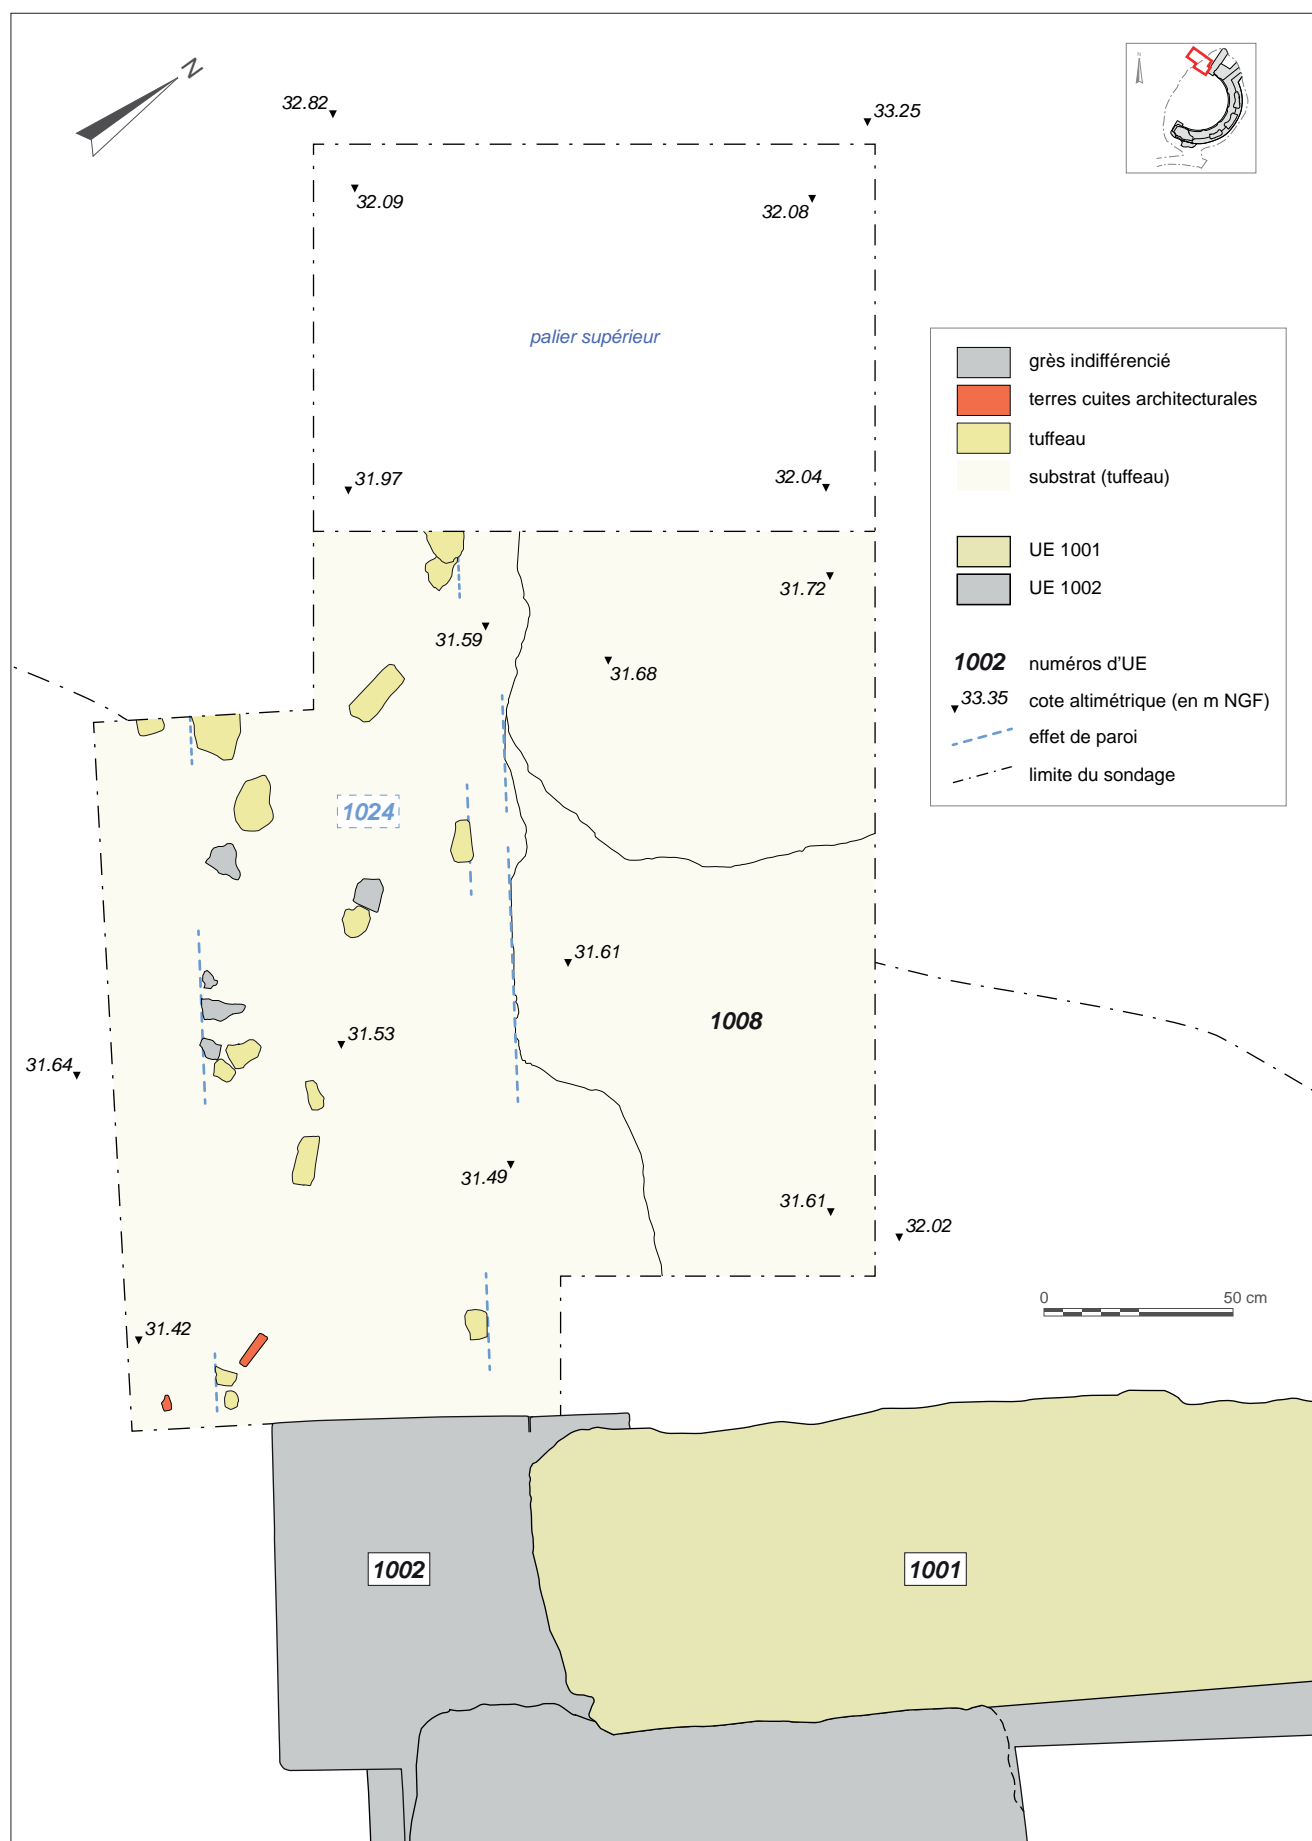 N
N
32.82
33.25
32.09
32.08
palier supérieur
31.97
32.04
grès indifférencié
terres cuites architecturales
tuffeau
substrat (tuffeau)
UE 1001
UE 1002
1002 numéros d'UE
33.35 cote altimétrique (en m NGF)
effet de paroi
limite du sondage
31.72
31.59
31.68
1024
31.61
1008
31.53
31.64
31.49
31.61
32.02
0 50 cm
31.42
1002
1001